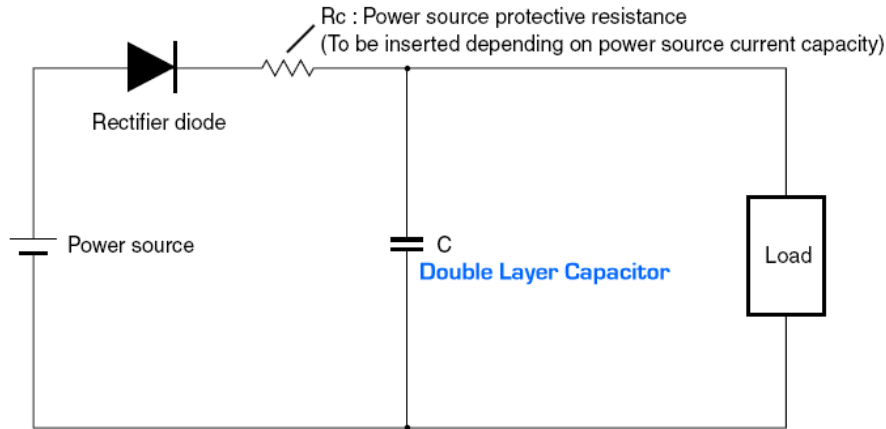 Rc : Power source protective resistance
(To be inserted depending on power source current capacity)
Rectifier diode
Power source
C
Double Layer Capacitor
Load